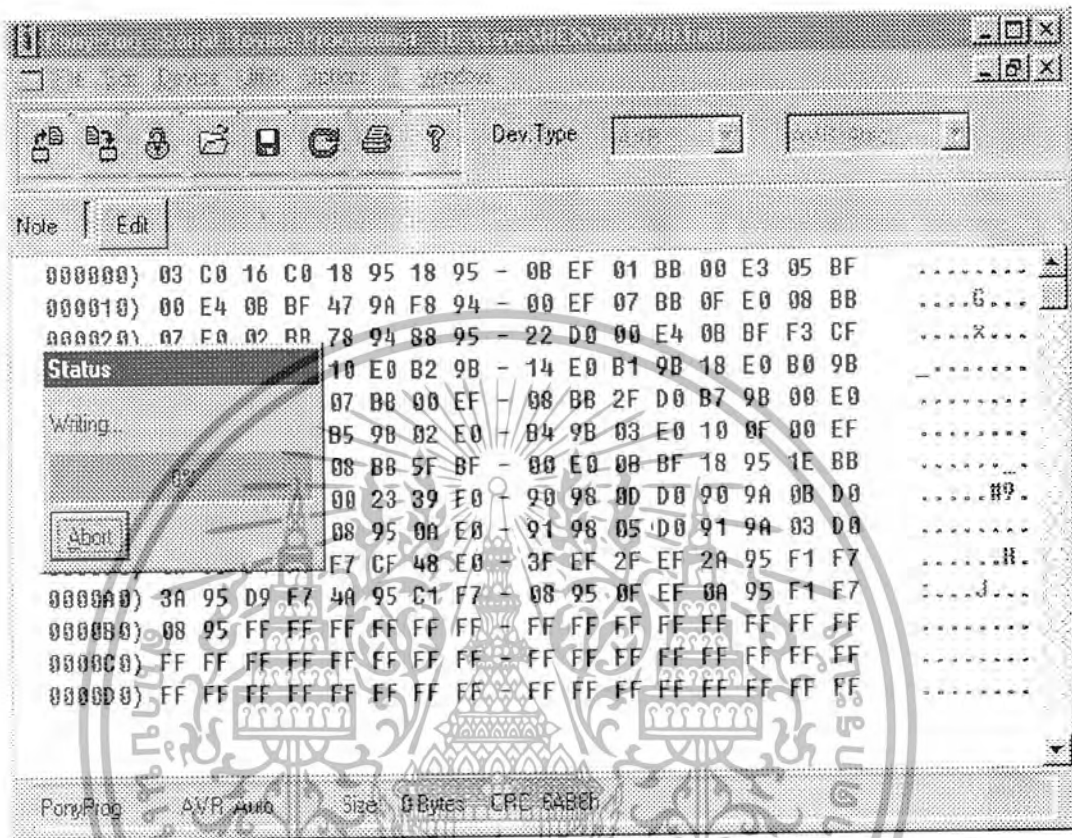 PonyProg
Dev.Type
Note Edit
000000) 03 C0 16 C0 18 95 18 95 - 0B EF 01 BB 00 E3 05 BF ........
000010) 00 E4 0B BF 47 9A F8 94 - 00 EF 07 BB 0F E0 08 BB ....G...
000020) 07 E0 02 BB 78 94 88 95 - 22 D0 00 E4 0B BF F3 CF ....x...
Status
10 E0 B2 9B - 14 E0 B1 9B 18 E0 B0 9B
07 BB 00 EF - 08 BB 2F D0 B7 9B 00 E0
Writing...
B5 9B 02 E0 - B4 9B 03 E0 10 0F 00 EF
08 BB 5F BF - 00 E0 0B BF 18 95 1E BB
0%
00 23 39 F0 - 90 98 0D D0 90 9A 0B D0
08 95 0A E0 - 91 98 05 D0 91 9A 03 D0
Abort
F7 CF 48 E0 - 3F EF 2F EF 2A 95 F1 F7
0000A0) 3A 95 D9 F7 4A 95 C1 F7 - 08 95 0F EF 0A 95 F1 F7
0000B0) 08 95 FF FF FF FF FF FF - FF FF FF FF FF FF FF FF ........
0000C0) FF FF FF FF FF FF FF FF - FF FF FF FF FF FF FF FF ........
0000D0) FF FF FF FF FF FF FF FF - FF FF FF FF FF FF FF FF ........
PonyProg AVR Auto Size 0 Bytes CRC 6AB6h